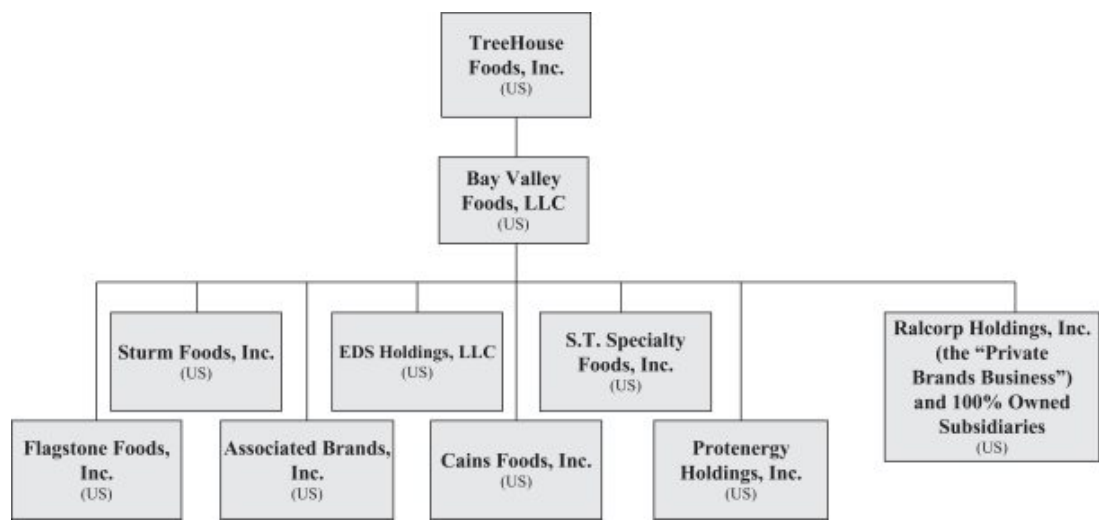 TreeHouse
Foods, Inc.
(US)
Bay Valley
Foods, LLC
(US)
Sturm Foods, Inc.
(US)
EDS Holdings, LLC
(US)
S.T. Specialty
Foods, Inc.
(US)
Ralcorp Holdings, Inc.
(the “Private
Brands Business”)
and 100% Owned
Subsidiaries
(US)
Flagstone Foods,
Inc.
(US)
Associated Brands,
Inc.
(US)
Cains Foods, Inc.
(US)
Protenergy
Holdings, Inc.
(US)